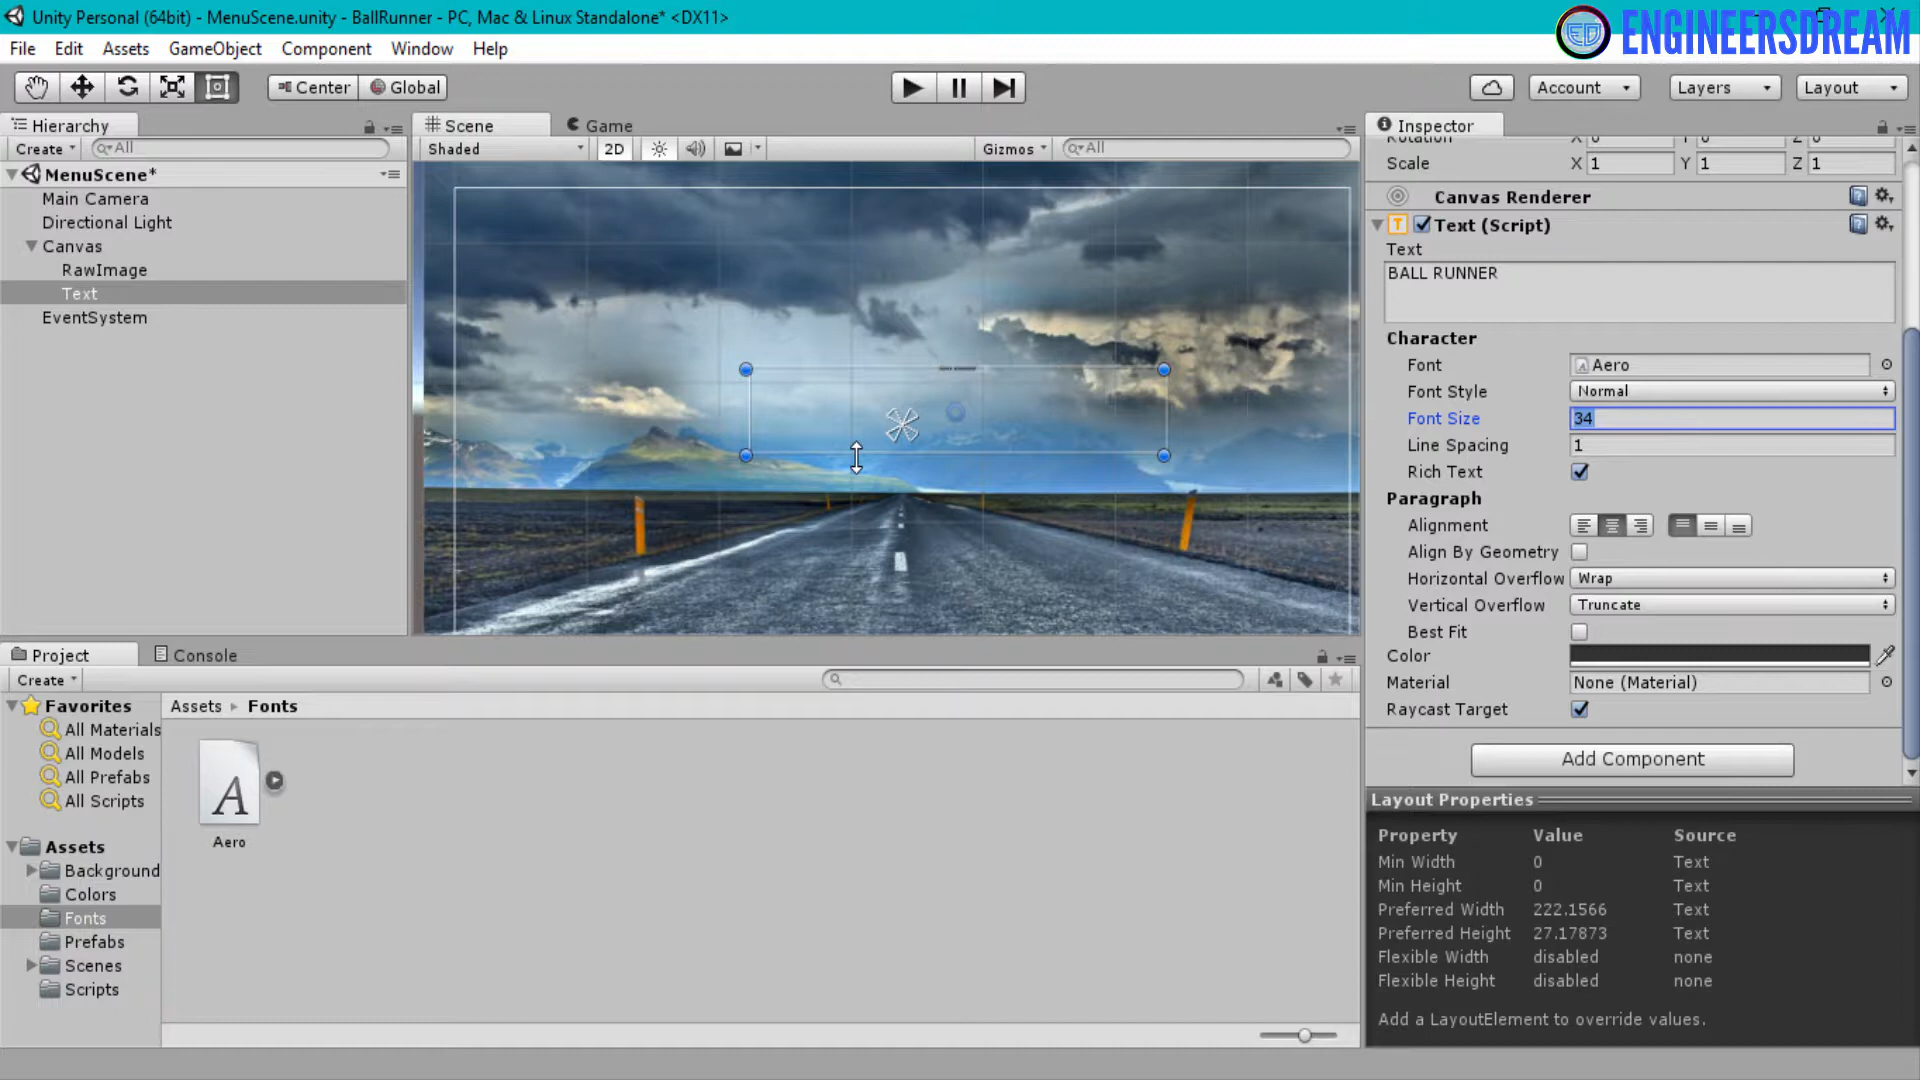 Unity Personal (64bit) - MenuScene.unity - BallRunner - PC, Mac & Linux Standalone* <DX11>
ENGINEERSDREAM
File Edit Assets GameObject Component Window Help
Center Global
Account Layers Layout
Hierarchy
Create All
MenuScene*
Main Camera
Directional Light
Canvas
RawImage
Text
EventSystem
Scene Game
Shaded 2D Gizmos All
Inspector
Rotation X 0 Y 0 Z 0
Scale X 1 Y 1 Z 1
Canvas Renderer
Text (Script)
Text
BALL RUNNER
Character
Font Aero
Font Style Normal
Font Size 34
Line Spacing 1
Rich Text
Paragraph
Alignment
Align By Geometry
Horizontal Overflow Wrap
Vertical Overflow Truncate
Best Fit
Color
Material None (Material)
Raycast Target
Add Component
Layout Properties
Property Value Source
Min Width 0 Text
Min Height 0 Text
Preferred Width 222.1566 Text
Preferred Height 27.17873 Text
Flexible Width disabled none
Flexible Height disabled none
Add a LayoutElement to override values.
Project Console
Create
Favorites
All Materials
All Models
All Prefabs
All Scripts
Assets
Background
Colors
Fonts
Prefabs
Scenes
Scripts
Assets Fonts
Aero